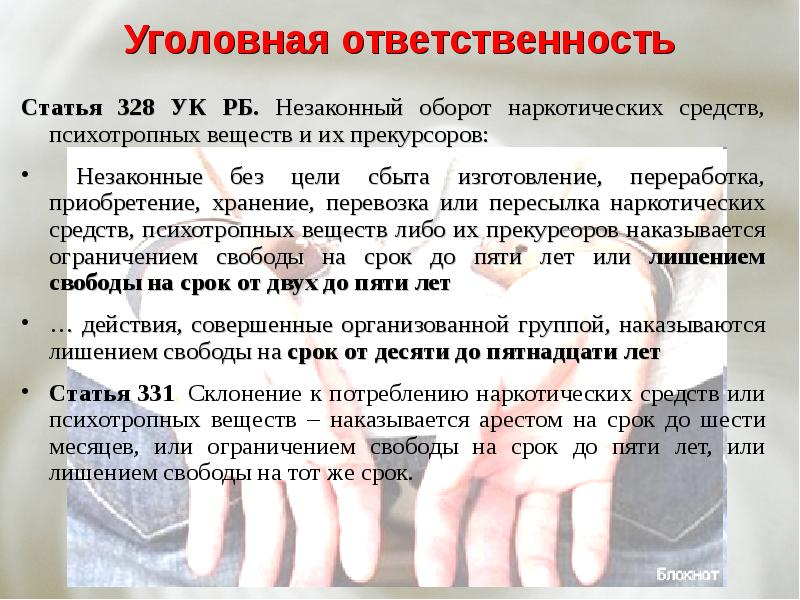 Уголовная ответственность
Статья 328 УК РБ. Незаконный оборот наркотических средств,
психотропных веществ и их прекурсоров:
• Незаконные без цели сбыта изготовление, переработка,
приобретение, хранение, перевозка или пересылка наркотических
средств, психотропных веществ либо их прекурсоров наказывается
ограничением свободы на срок до пяти лет или лишением
свободы на срок от двух до пяти лет
• … действия, совершенные организованной группой, наказываются
лишением свободы на срок от десяти до пятнадцати лет
• Статья 331 Склонение к потреблению наркотических средств или
психотропных веществ – наказывается арестом на срок до шести
месяцев, или ограничением свободы на срок до пяти лет, или
лишением свободы на тот же срок.
Блокнот